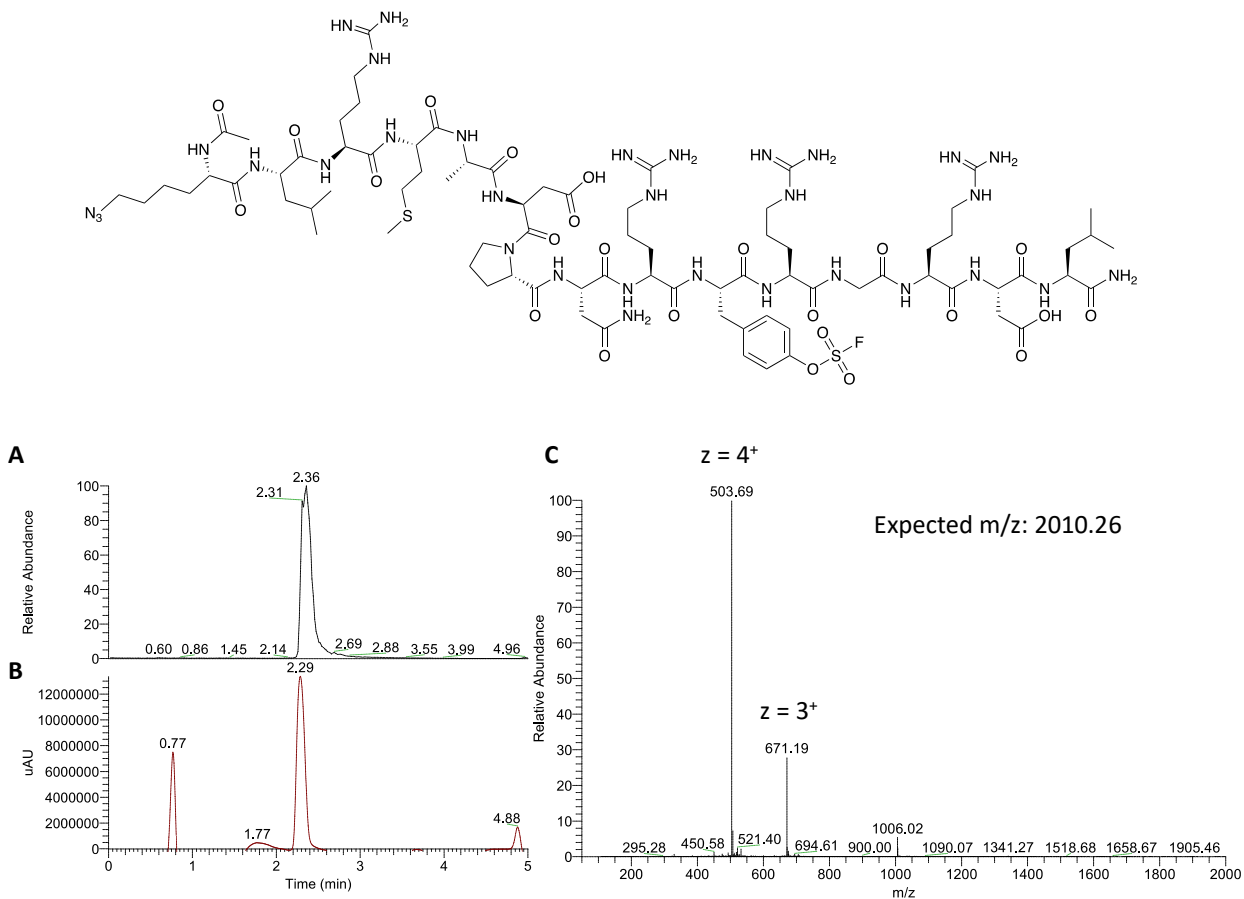 HN NH2
NH
O
O H N O H N O
HN N H N H N H O
O O O HN OH
N3 S O
N O
HN NH2 HN NH2 HN NH2
NH NH NH
O H N O H N O H N O H N O
N H N H N H N H NH2
O O O O O
NH2 OH
O O
O F
S
O O
A
Relative Abundance
100
80
60
40
20
0
2.31
2.36
0.60 0.86 1.45 2.14 2.69 2.88 3.55 3.99 4.96
B
uAU
12000000
10000000
8000000
6000000
4000000
2000000
0
0.77
1.77
2.29
4.88
0 1 2 3 4 5
Time (min)
C
z = 4+
503.69
Expected m/z: 2010.26
z = 3+
671.19
Relative Abundance
100
90
80
70
60
50
40
30
20
10
0
295.28 450.58 521.40 694.61 900.00 1006.02 1090.07 1341.27 1518.68 1658.67 1905.46
200 400 600 800 1000 1200 1400 1600 1800 2000
m/z